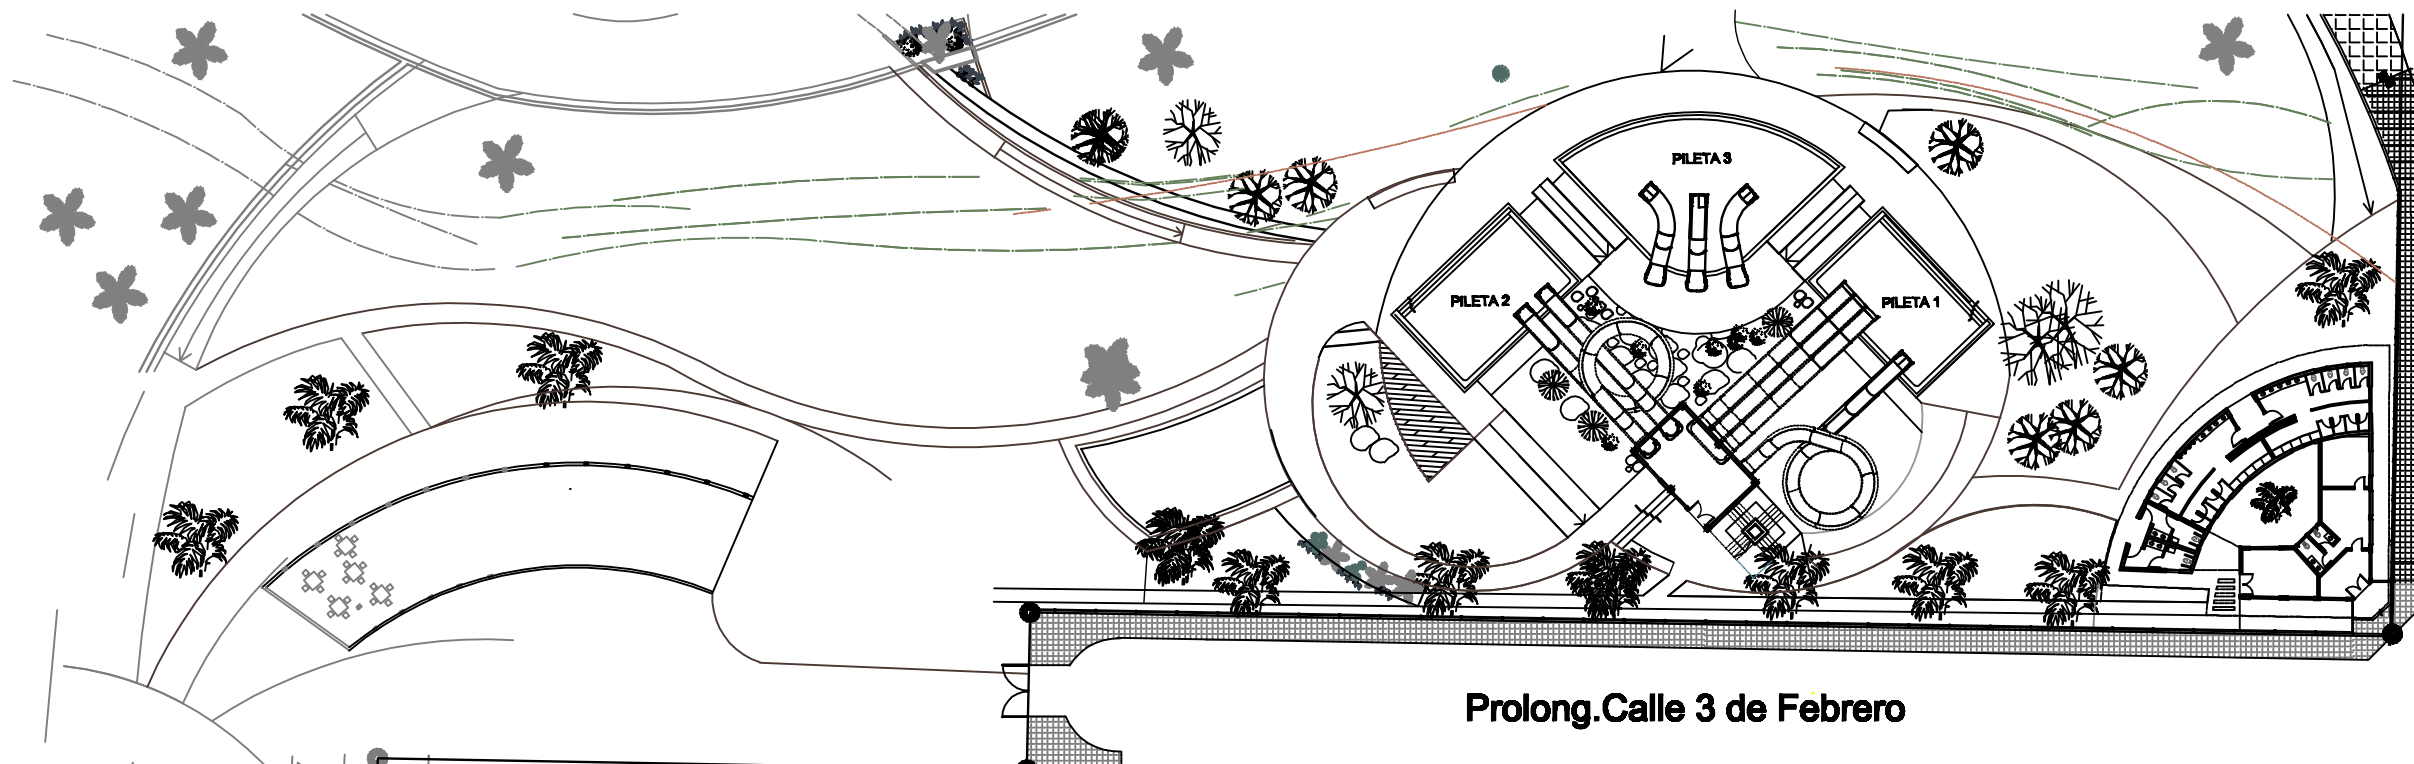 PILETA 3
PILETA 2
PILETA 1
Prolong.Calle 3 de Febrero